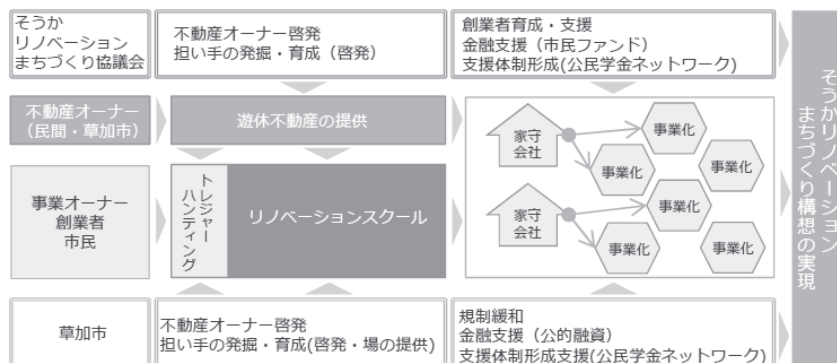 そうか
リノベーション
まちづくり協議会
不動産オーナー啓発
担い手の発掘・育成（啓発）
創業者育成・支援
金融支援（市民ファンド）
支援体制形成(公民学金ネットワーク)
不動産オーナー
（民間・草加市）
遊休不動産の提供
事業オーナー
創業者
市民
トレジャー
ハンティング
リノベーションスクール
家守
会社
事業化
事業化
事業化
家守
会社
事業化
事業化
事業化
草加市
不動産オーナー啓発
担い手の発掘・育成(啓発・場の提供)
規制緩和
金融支援（公的融資）
支援体制形成支援(公民学金ネットワーク)
そうかリノベーション
まちづくり構想の実現